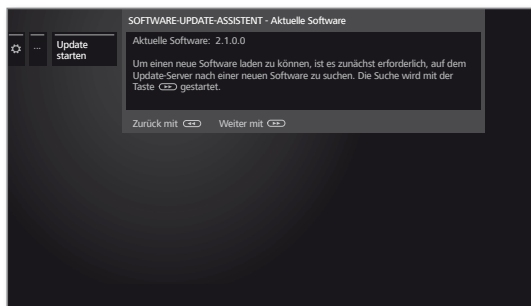 SOFTWARE-UPDATE-ASSISTENT - Aktuelle Software
... Update
starten
Aktuelle Software: 2.1.0.0
Um einen neue Software laden zu können, ist es zunächst erforderlich, auf dem
Update-Server nach einer neuen Software zu suchen. Die Suche wird mit der
Taste gestartet.
Zurück mit Weiter mit